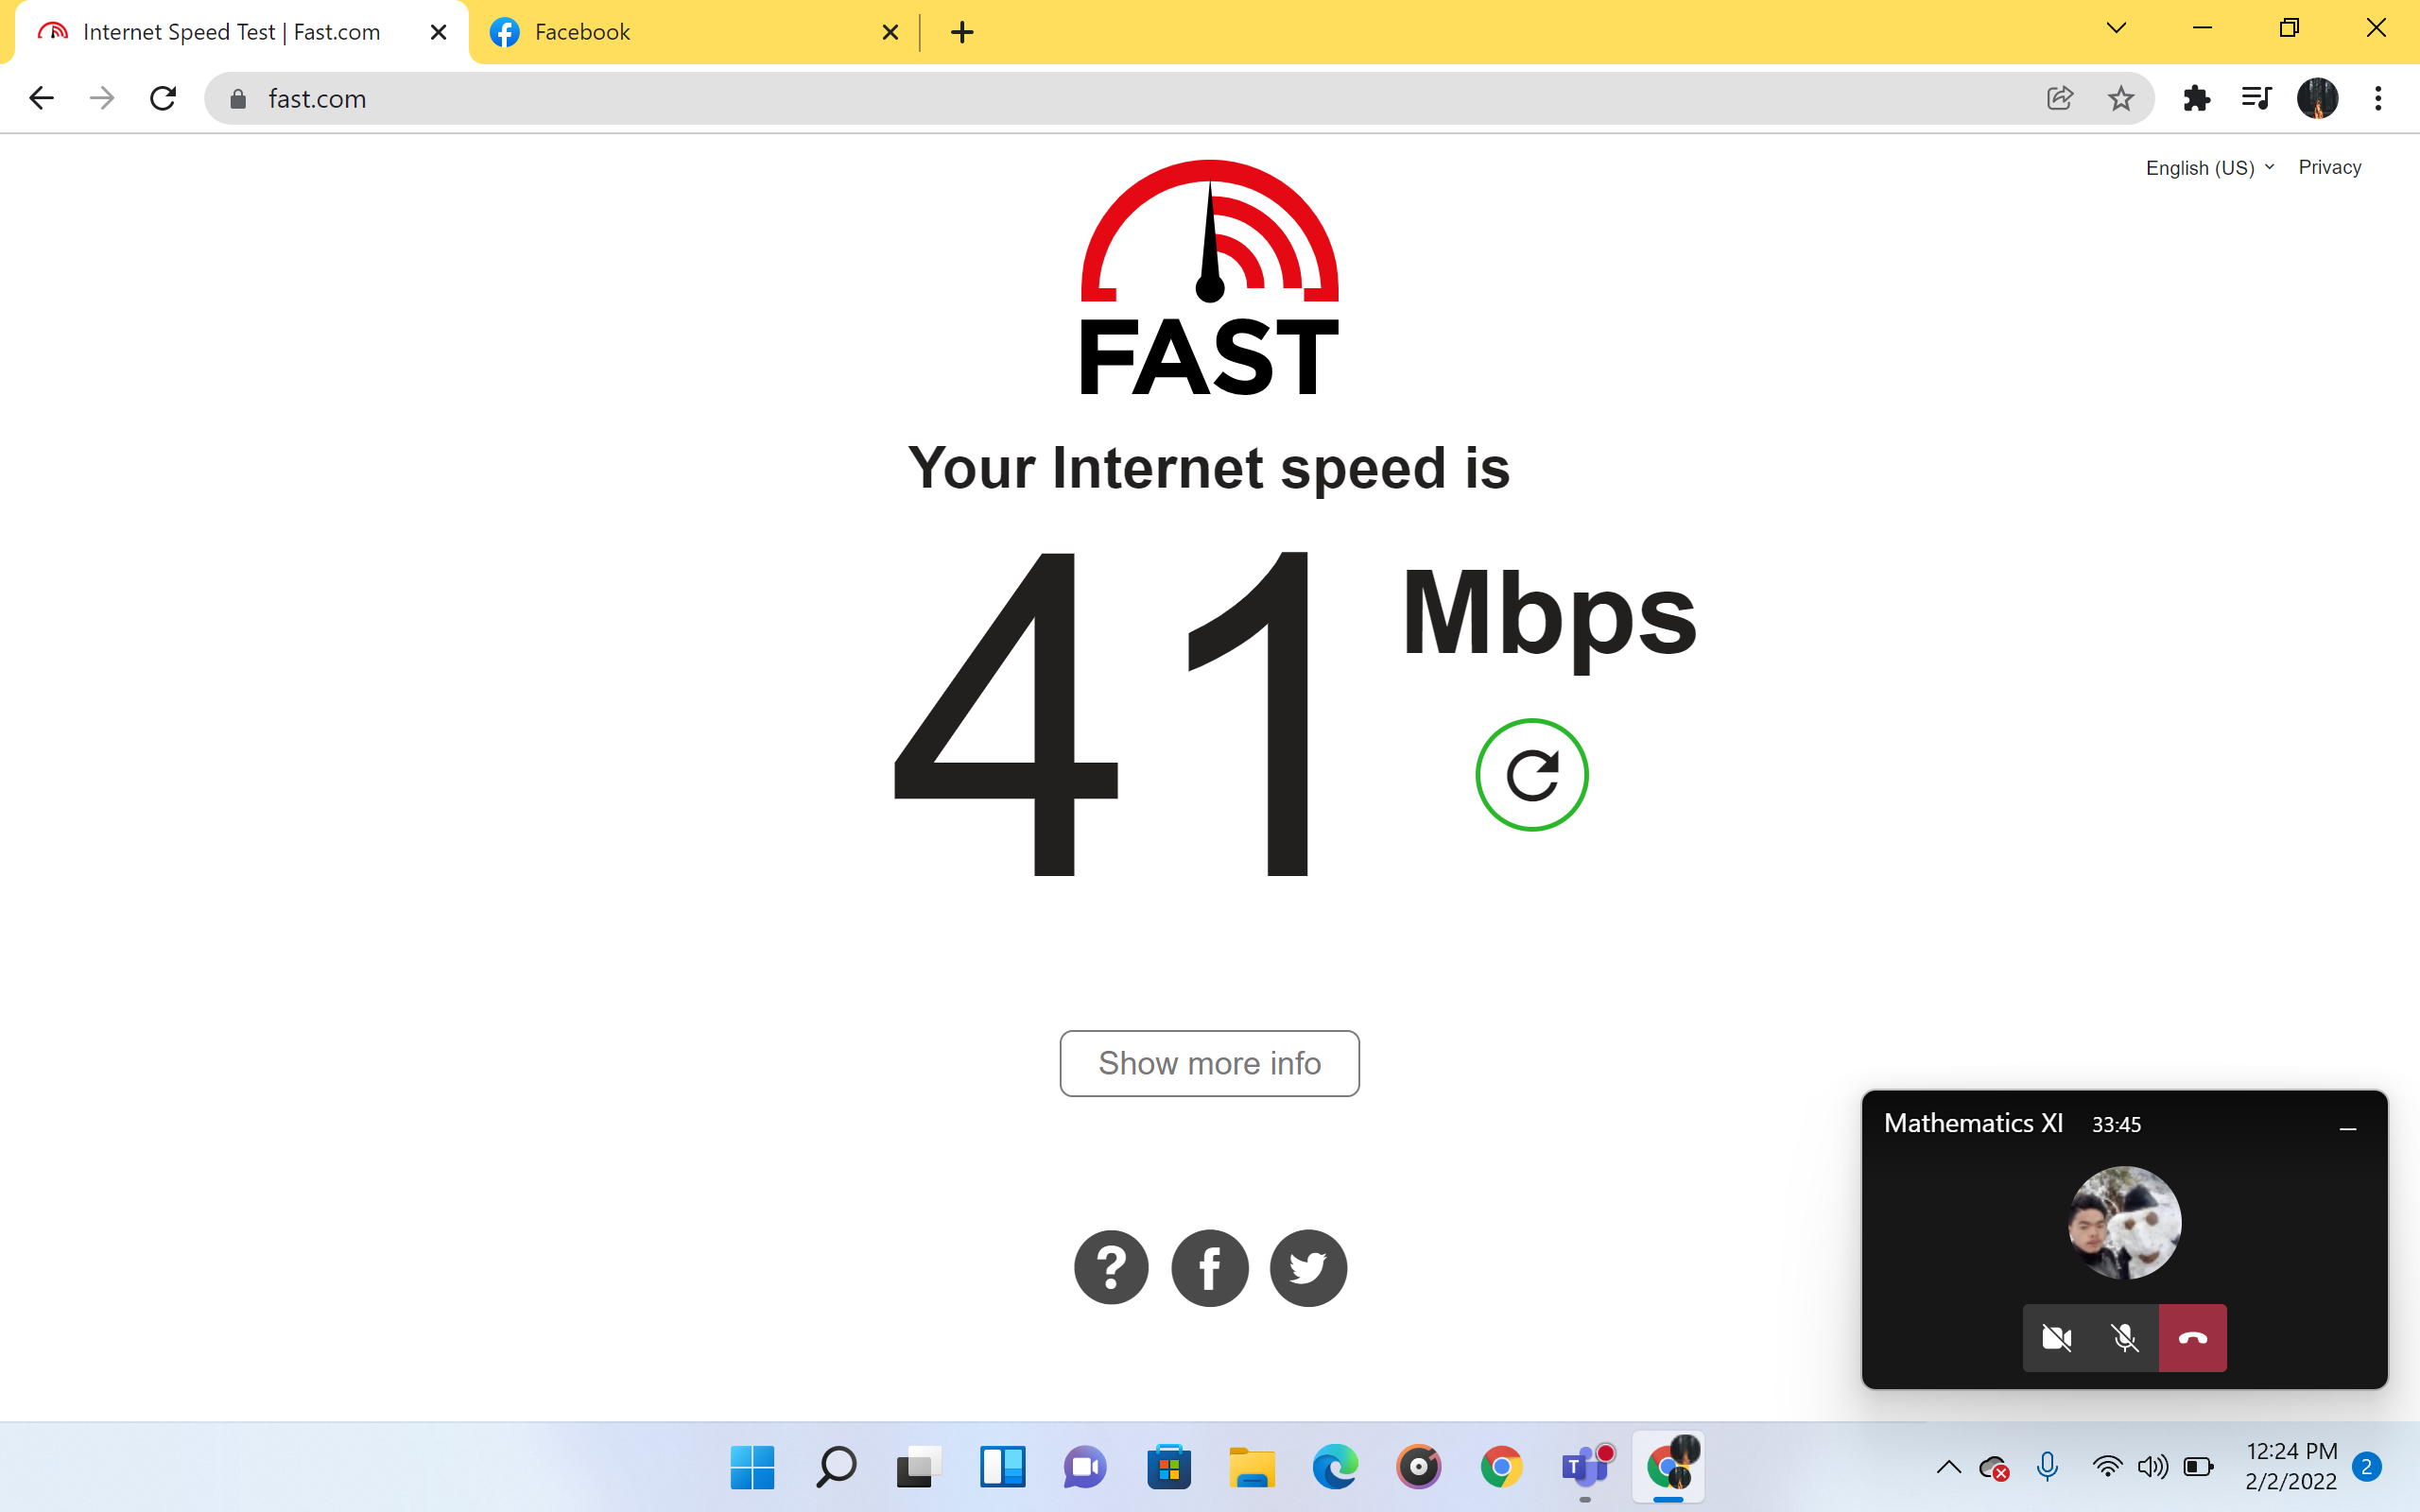 Internet Speed Test | Fast.com
Facebook
fast.com
English (US)
Privacy
FAST
Your Internet speed is
41 Mbps
Show more info
Mathematics XI 33:45
12:24 PM
2/2/2022
2